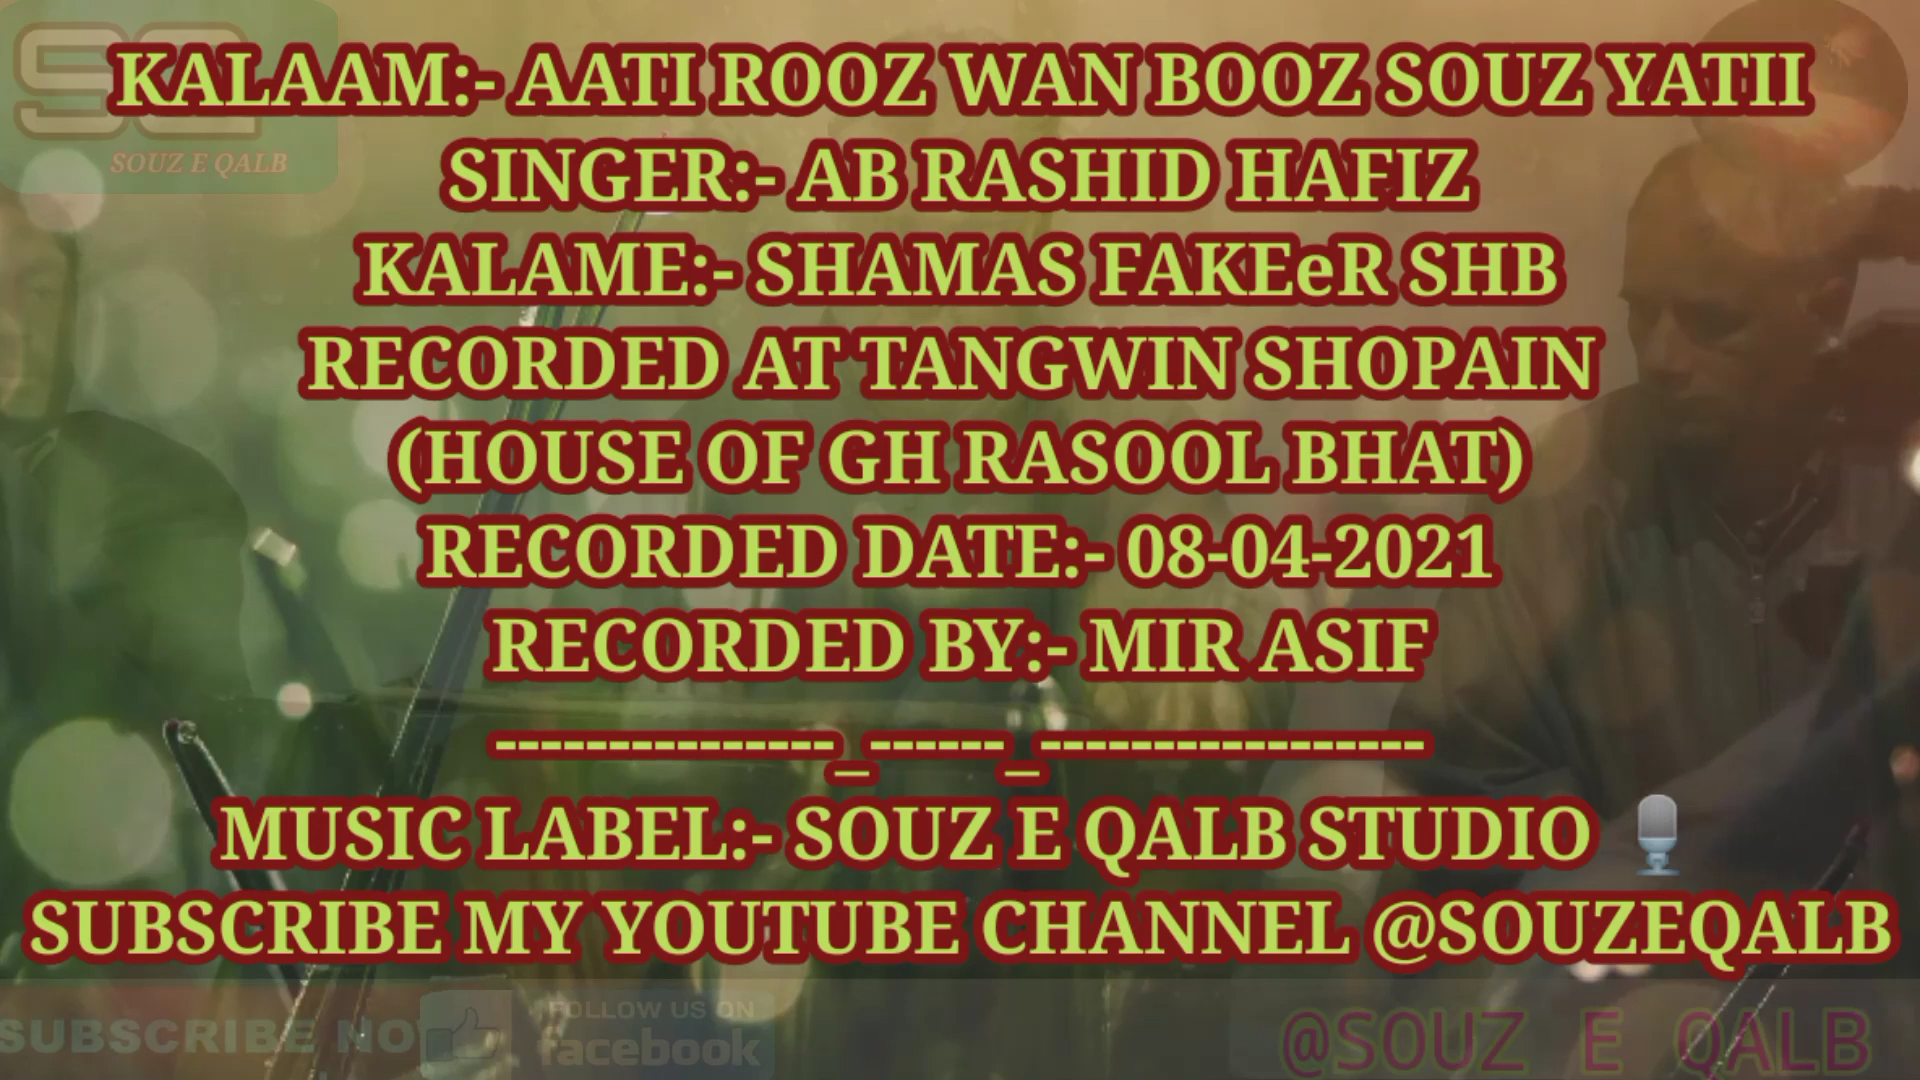 KALAAM:- AATI ROOZ WAN BOOZ SOUZ YATII
SOUZ E QALB
SINGER:- AB RASHID HAFIZ
KALAME:- SHAMAS FAKEeR SHB
RECORDED AT TANGWIN SHOPAIN
(HOUSE OF GH RASOOL BHAT)
RECORDED DATE:- 08-04-2021
RECORDED BY:- MIR ASIF
---------------_------_-----------------
MUSIC LABEL:- SOUZ E QALB STUDIO 🎙️
SUBSCRIBE MY YOUTUBE CHANNEL @SOUZEQALB
SUBSCRIBE NO
FOLLOW US ON
facebook
@SOUZ E QALB